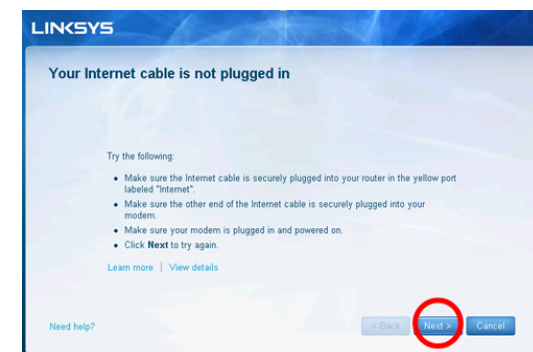 LINKSYS
Your Internet cable is not plugged in
Try the following:
• Make sure the Internet cable is securely plugged into your router in the yellow port
labeled "Internet".
• Make sure the other end of the Internet cable is securely plugged into your
modem.
• Make sure your modem is plugged in and powered on.
• Click Next to try again.
Learn more | View details
Need help? < Back Next > Cancel